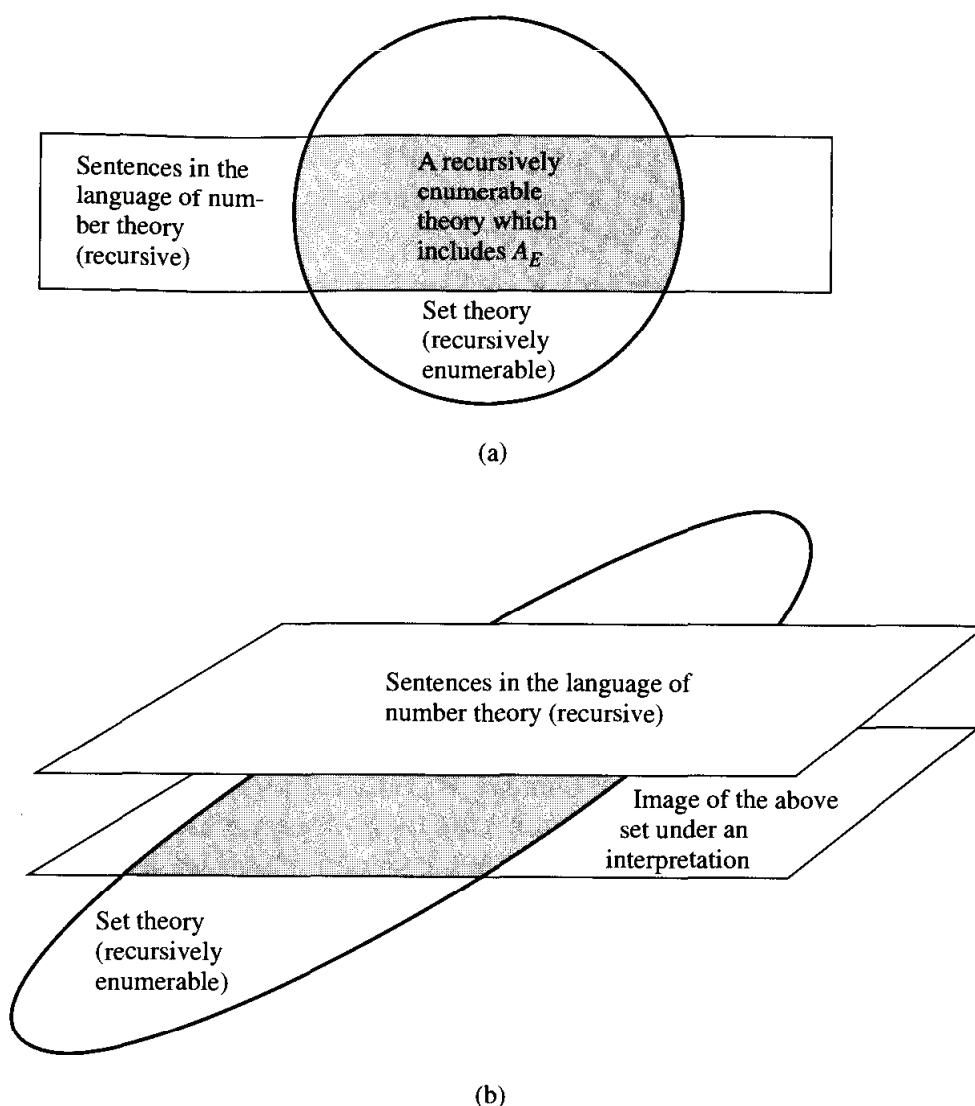 Sentences in the
language of num-
ber theory
(recursive)
A recursively
enumerable
theory which
includes A_E
Set theory
(recursively
enumerable)
(a)
Sentences in the language of
number theory (recursive)
Image of the above
set under an
interpretation
Set theory
(recursively
enumerable)
(b)